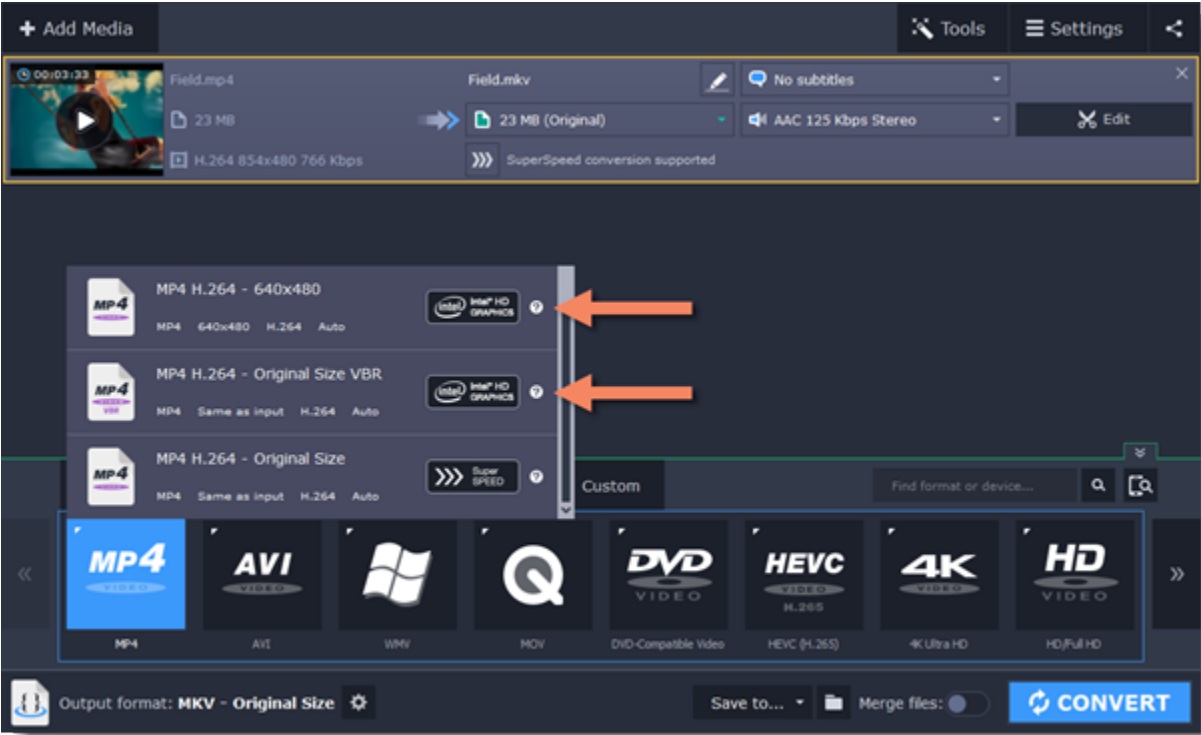 Add Media
Tools
Settings
00:03:33
Field.mp4
Field.mkv
No subtitles
23 MB
23 MB (Original)
AAC 125 Kbps Stereo
Edit
H.264 854x480 766 Kbps
SuperSpeed conversion supported
MP4
MP4 H.264 - 640x480
MP4 640x480 H.264 Auto
intel Intel® HD
GRAPHICS
MP4
VBR
MP4 H.264 - Original Size VBR
MP4 Same as input H.264 Auto
intel Intel® HD
GRAPHICS
MP4
MP4 H.264 - Original Size
MP4 Same as input H.264 Auto
Super
SPEED
Custom
Find format or device...
MP4
VIDEO
AVI
VIDEO
DVD
VIDEO
HEVC
VIDEO
H.265
4K
VIDEO
HD
VIDEO
MP4
AVI
WMV
MOV
DVD-Compatible Video
HEVC (H.265)
4K Ultra HD
HD/Full HD
Output format: MKV - Original Size
Save to...
Merge files:
CONVERT